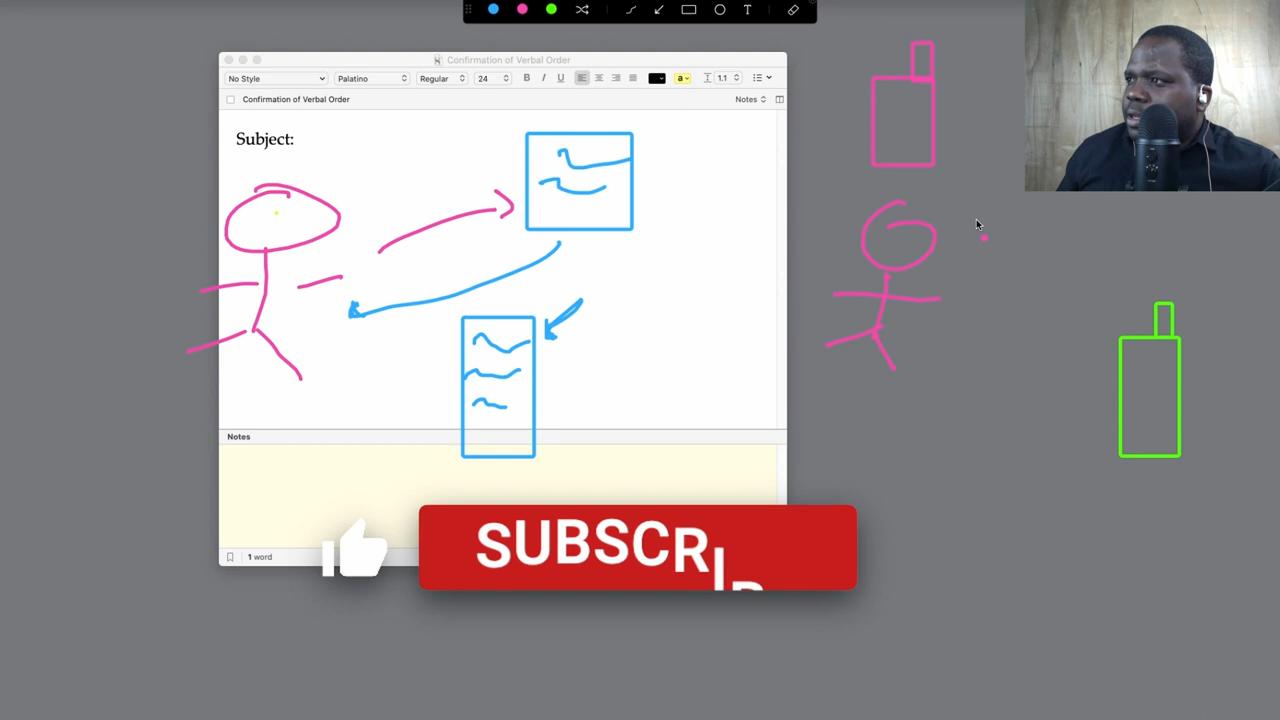 T
Confirmation of Verbal Order
No Style Palatino Regular 24 B I U a 1.1
Confirmation of Verbal Order Notes
Subject:
Notes
1 word
SUBSCRI